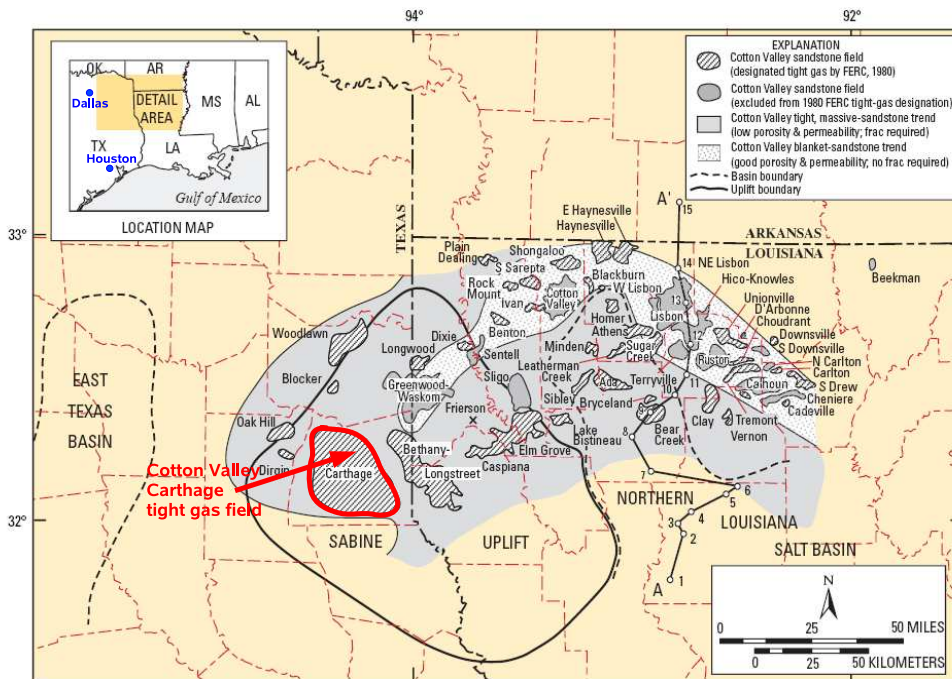 94°
92°
OK
AR
Dallas
DETAIL
AREA
MS
AL
TX
LA
Houston
Gulf of Mexico
LOCATION MAP
EXPLANATION
Cotton Valley sandstone field
(designated tight gas by FERC, 1980)
Cotton Valley sandstone field
(excluded from 1980 FERC tight-gas designation)
Cotton Valley tight, massive-sandstone trend
(low porosity & permeability; frac required)
Cotton Valley blanket-sandstone trend
(good porosity & permeability; no frac required)
Basin boundary
Uplift boundary
A'
15
TEXAS
33°
ARKANSAS
LOUISIANA
E Haynesville
Haynesville
Plain
Dealing
Shongaloo
S Sarepta
Rock
Mount
Ivan
Cotton
Valley
Blackburn
W Lisbon
14
NE Lisbon
Hico-Knowles
Beekman
13
Lisbon
Homer
Athens
Unionville
D'Arbonne
Choudrant
Downsville
S Downsville
N Carlton
Carlton
S Drew
Cheniere
Cadeville
Calhoun
Ruston
12
11
10
Sugar
Creek
Minden
Benton
Dixie
Sentell
Longwood
Woodlawn
Blocker
Greenwood-
Waskom
Sligo
Leatherman
Creek
Ada
Terryville
Sibley
Bryceland
9
8
Bear
Creek
Clay
Tremont
Vernon
Frierson
Oak Hill
Dirgin
Carthage
Bethany-
Longstreet
Caspiana
Elm Grove
Lake
Bistineau
EAST
TEXAS
BASIN
Cotton Valley
Carthage
tight gas field
7
6
5
4
3
2
1
A
32°
SABINE
UPLIFT
NORTHERN
LOUISIANA
SALT BASIN
N
0
25
50 MILES
0
25
50 KILOMETERS